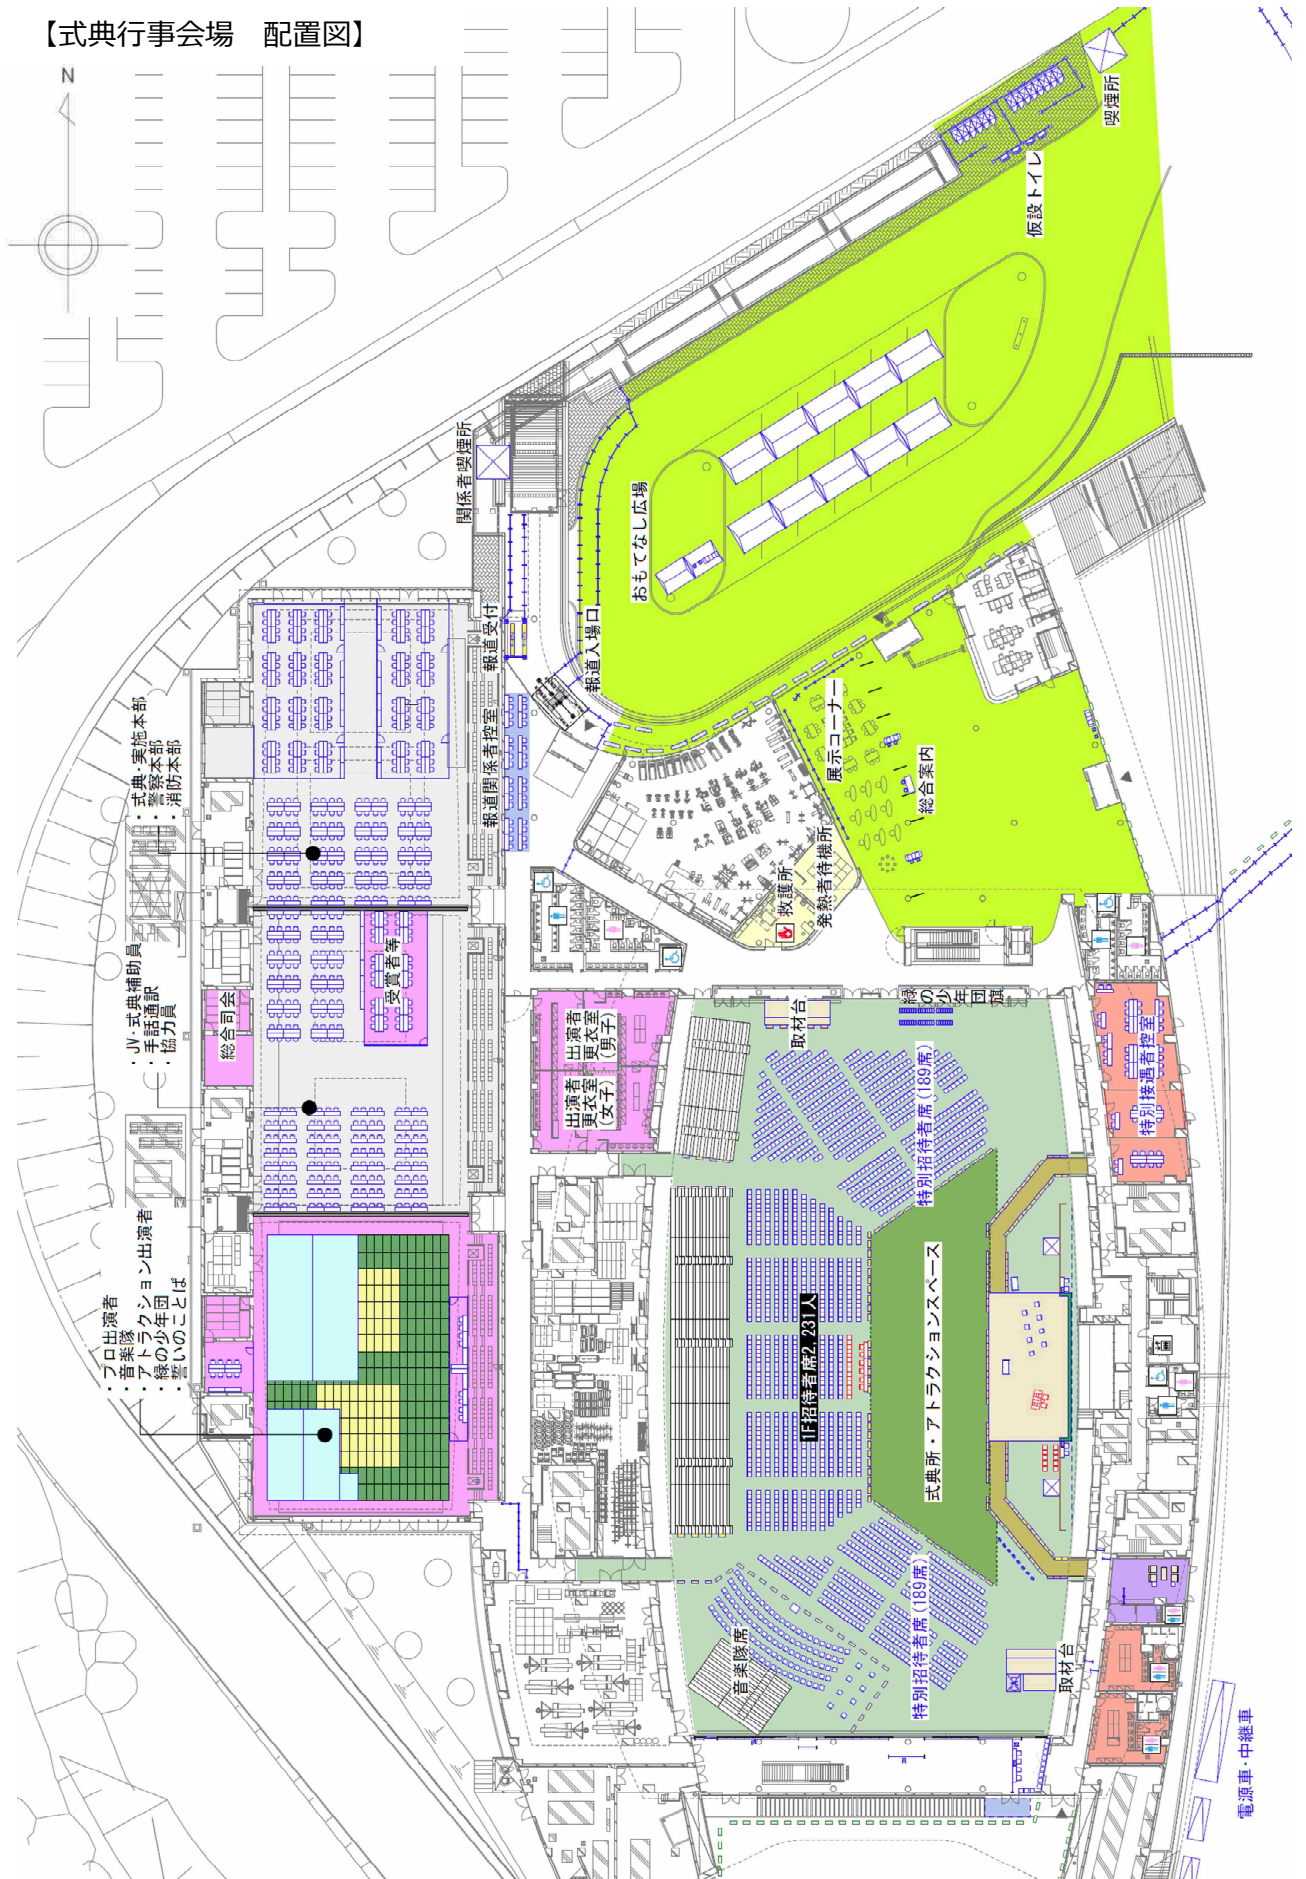 【式典行事会場　配置図】
N
喫煙所
仮設トイレ
関係者喫煙所
おもてなし広場
報道受付
報道入場口
報道関係者控室
・式典・実施本部
・警察本部
・消防本部
展示コーナー
総合案内
救護所
発熱者待機所
・JV・式典補助員
・手話通訳
・協力員
総合司会
受賞者等
出演者
更衣室
(男子)
出演者
更衣室
(女子)
取材台
緑の少年団旗
特別招待者席(189席)
特別接遇者控室
・プロ出演者
・音楽隊
・アトラクション出演者
・緑の少年団
・誓いのことば
1F招待者席2,231人
式典所・アトラクションスペース
音楽隊席
特別招待者席(189席)
取材台
電源車・中継車